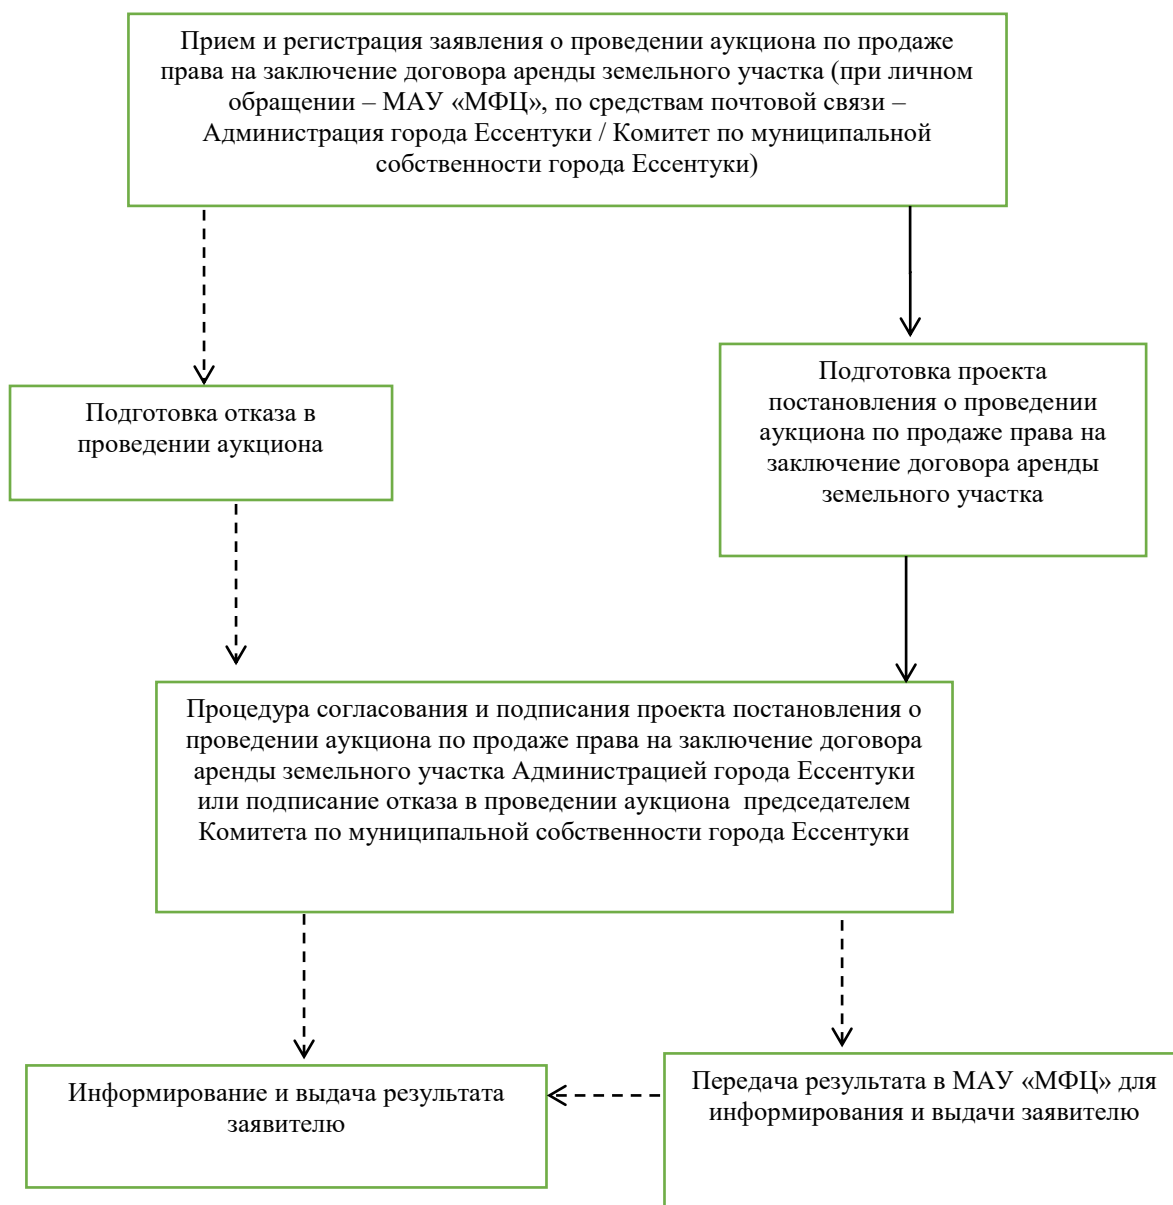 Прием и регистрация заявления о проведении аукциона по продаже
права на заключение договора аренды земельного участка (при личном
обращении – МАУ «МФЦ», по средствам почтовой связи –
Администрация города Ессентуки / Комитет по муниципальной
собственности города Ессентуки)
Подготовка отказа в
проведении аукциона
Подготовка проекта
постановления о проведении
аукциона по продаже права на
заключение договора аренды
земельного участка
Процедура согласования и подписания проекта постановления о
проведении аукциона по продаже права на заключение договора
аренды земельного участка Администрацией города Ессентуки
или подписание отказа в проведении аукциона председателем
Комитета по муниципальной собственности города Ессентуки
Информирование и выдача результата
заявителю
Передача результата в МАУ «МФЦ» для
информирования и выдачи заявителю